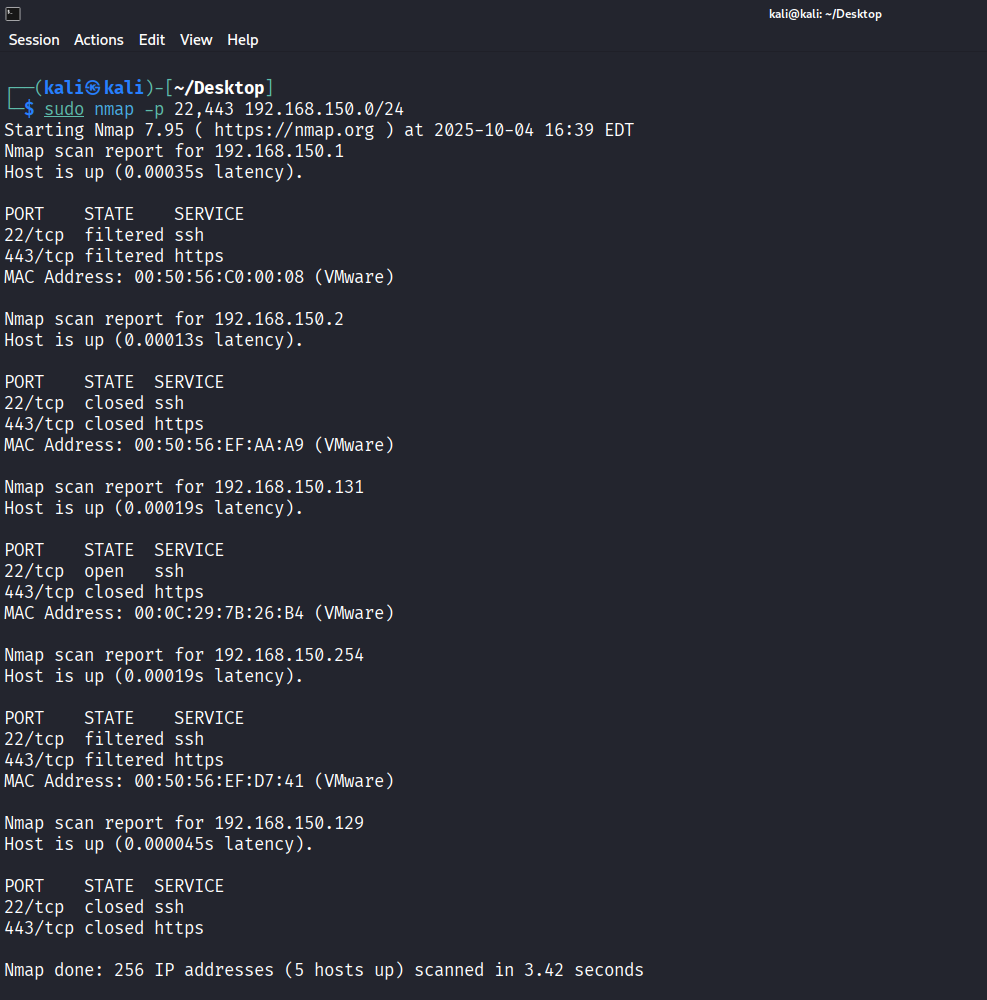 kali@kali: ~/Desktop
Session Actions Edit View Help
┌──(kali㉿kali)-[~/Desktop]
└─$ sudo nmap -p 22,443 192.168.150.0/24
Starting Nmap 7.95 ( https://nmap.org ) at 2025-10-04 16:39 EDT
Nmap scan report for 192.168.150.1
Host is up (0.00035s latency).

PORT    STATE    SERVICE
22/tcp  filtered ssh
443/tcp filtered https
MAC Address: 00:50:56:C0:00:08 (VMware)

Nmap scan report for 192.168.150.2
Host is up (0.00013s latency).

PORT    STATE  SERVICE
22/tcp  closed ssh
443/tcp closed https
MAC Address: 00:50:56:EF:AA:A9 (VMware)

Nmap scan report for 192.168.150.131
Host is up (0.00019s latency).

PORT    STATE  SERVICE
22/tcp  open   ssh
443/tcp closed https
MAC Address: 00:0C:29:7B:26:B4 (VMware)

Nmap scan report for 192.168.150.254
Host is up (0.00019s latency).

PORT    STATE    SERVICE
22/tcp  filtered ssh
443/tcp filtered https
MAC Address: 00:50:56:EF:D7:41 (VMware)

Nmap scan report for 192.168.150.129
Host is up (0.000045s latency).

PORT    STATE  SERVICE
22/tcp  closed ssh
443/tcp closed https

Nmap done: 256 IP addresses (5 hosts up) scanned in 3.42 seconds